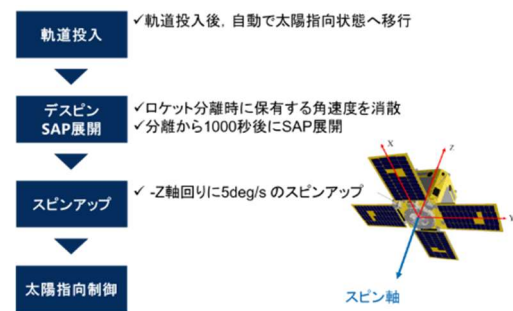 軌道投入
✓軌道投入後，自動で太陽指向状態へ移行
デスピン
SAP展開
✓ロケット分離時に保有する角速度を消散
✓分離から1000秒後にSAP展開
スピンアップ
✓ -Z軸回りに5deg/s のスピンアップ
太陽指向制御
X
Z
Y
スピン軸